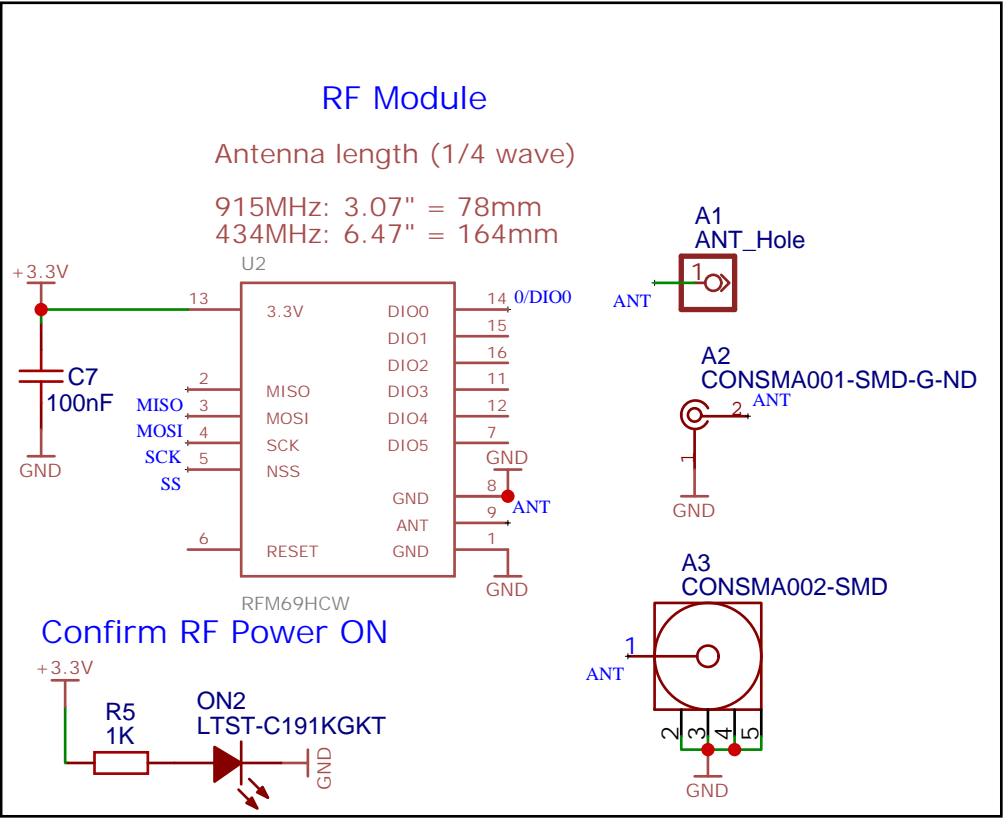 RF Module
Antenna length (1/4 wave)
915MHz: 3.07" = 78mm
434MHz: 6.47" = 164mm
U2
+3.3V
13
3.3V
DIO0
14
0/DIO0
DIO1
15
DIO2
16
2
MISO
DIO3
11
MISO
3
MOSI
DIO4
12
MOSI
4
SCK
DIO5
7
SCK
5
NSS
SS
GND
GND
8
ANT
ANT
9
6
RESET
GND
1
GND
RFM69HCW
C7
100nF
GND
A1
ANT_Hole
1
ANT
A2
CONSMA001-SMD-G-ND
2
ANT
1
GND
A3
CONSMA002-SMD
1
ANT
2
3
4
5
GND
Confirm RF Power ON
+3.3V
R5
1K
ON2
LTST-C191KGKT
GND